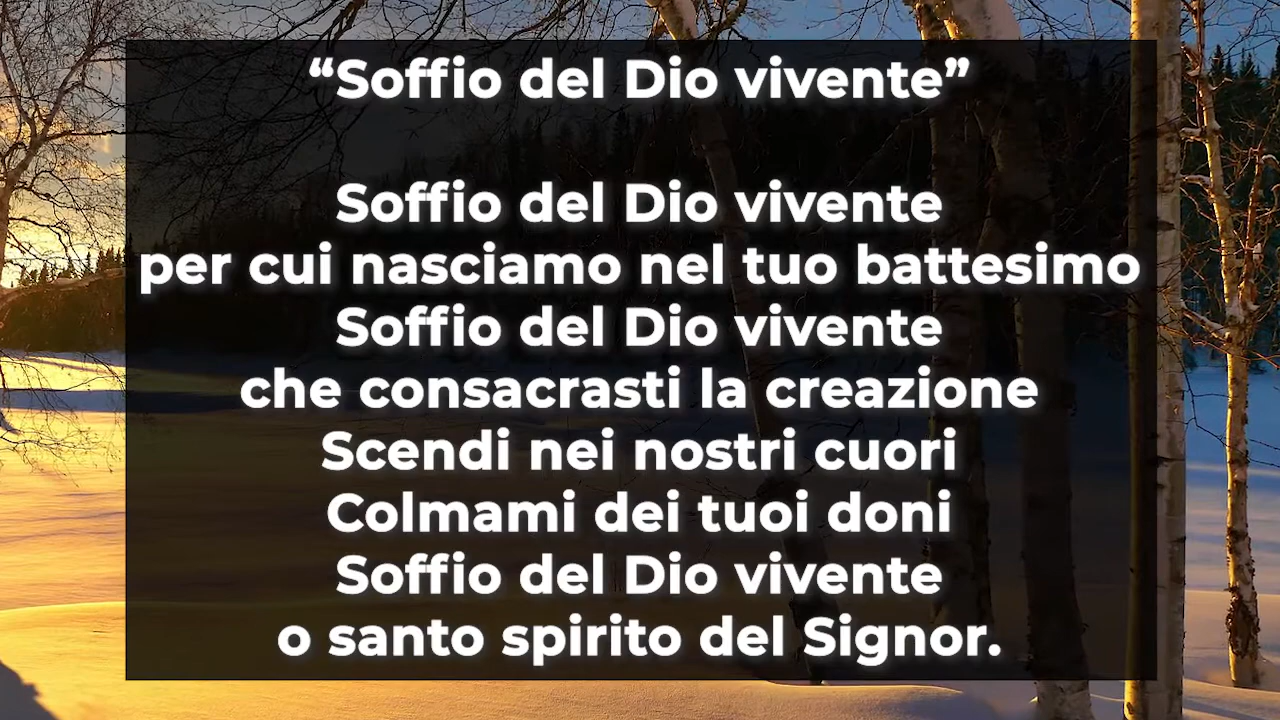 “Soffio del Dio vivente”
Soffio del Dio vivente
per cui nasciamo nel tuo battesimo
Soffio del Dio vivente
che consacrasti la creazione
Scendi nei nostri cuori
Colmami dei tuoi doni
Soffio del Dio vivente
o santo spirito del Signor.